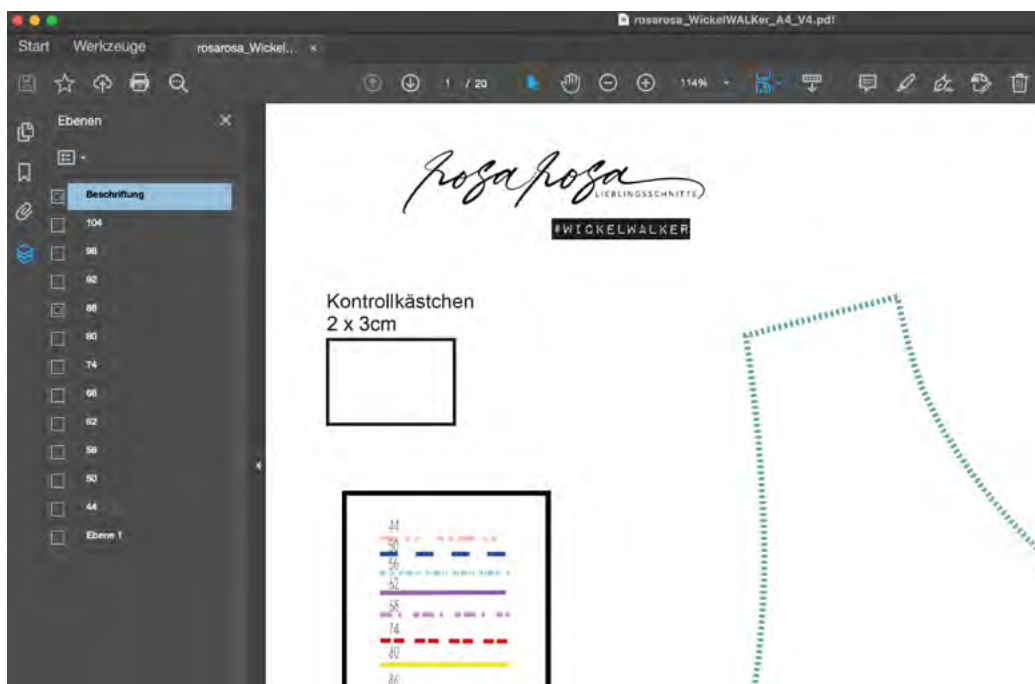 rosarosa_WickelWALKer_A4_V4.pdf
Start Werkzeuge rosarosa_Wickel... ×
1 / 20 114%
Ebenen
Beschriftung
104
98
92
86
80
74
68
62
56
50
44
Ebene 1
rosarosa
LIEBLINGSSCHNITTE
#WICKELWALKER
Kontrollkästchen
2 x 3cm
44
50
56
62
68
74
80
86